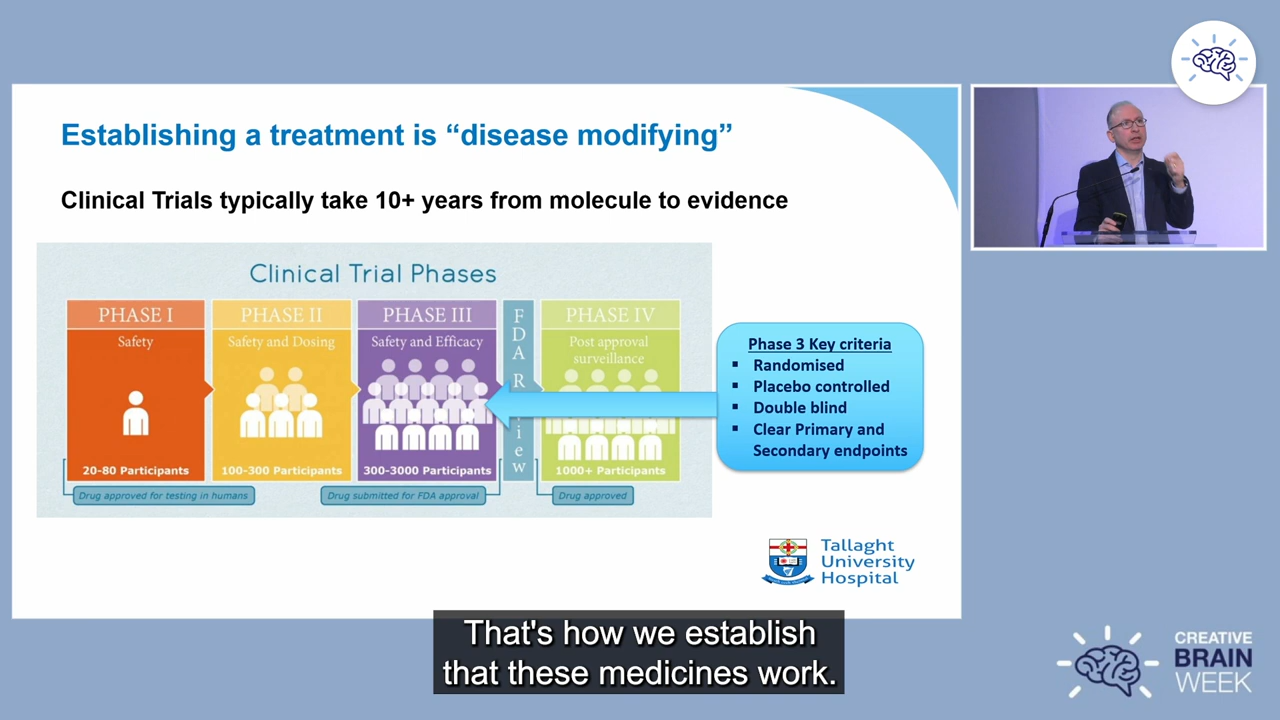 Establishing a treatment is “disease modifying”
Clinical Trials typically take 10+ years from molecule to evidence
Clinical Trial Phases
PHASE I
Safety
20-80 Participants
PHASE II
Safety and Dosing
100-300 Participants
PHASE III
Safety and Efficacy
300-3000 Participants
FDA
PHASE IV
Post approval
surveillance
1000+ Participants
Drug approved for testing in humans
Drug submitted for FDA approval
Drug approved
Phase 3 Key criteria
▪ Randomised
▪ Placebo controlled
▪ Double blind
▪ Clear Primary and
Secondary endpoints
Tallaght
University
Hospital
That's how we establish
that these medicines work.
CREATIVE
BRAIN
WEEK